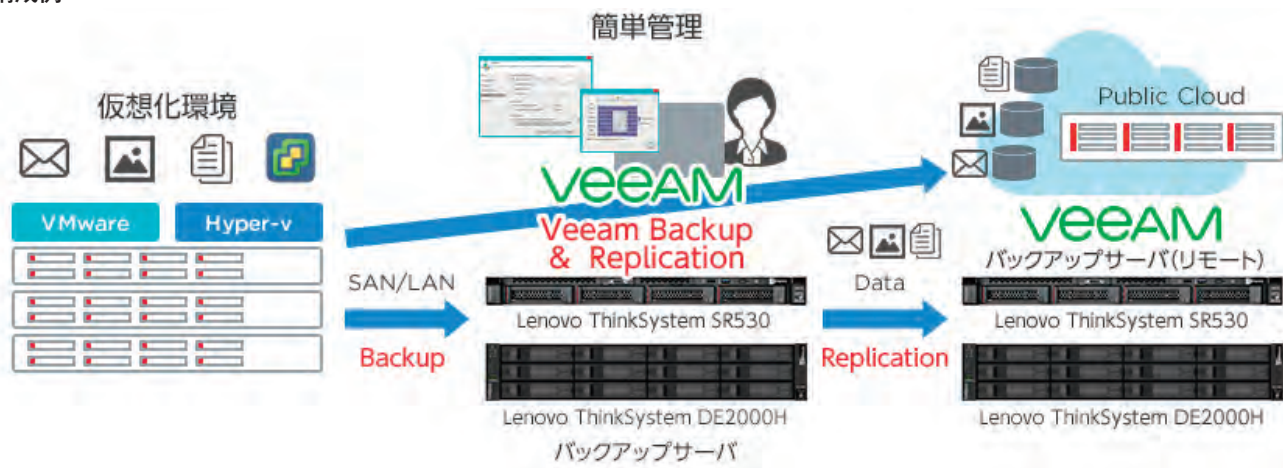 簡単管理
仮想化環境
VMware
Hyper-v
SAN/LAN
Backup
veeAM
Veeam Backup
& Replication
Lenovo ThinkSystem SR530
Lenovo ThinkSystem DE2000H
バックアップサーバ
Data
Replication
Public Cloud
veeAM
バックアップサーバ(リモート)
Lenovo ThinkSystem SR530
Lenovo ThinkSystem DE2000H